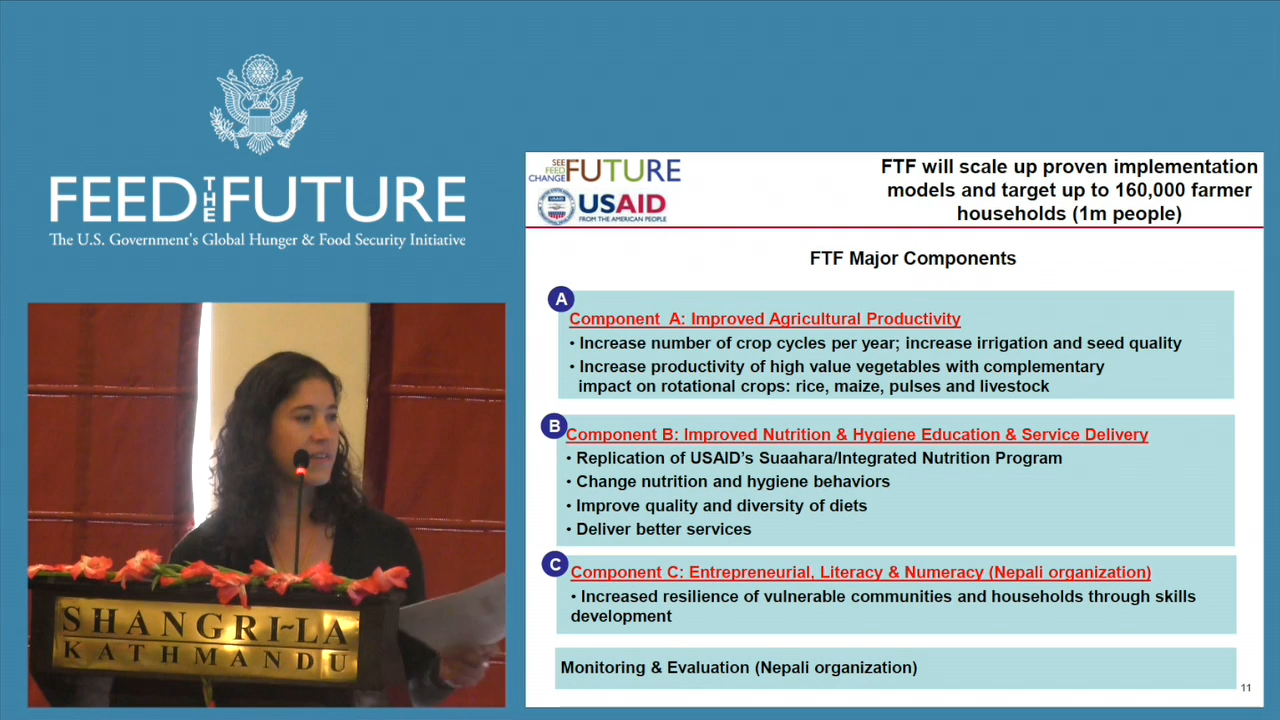 FEED THE FUTURE
The U.S. Government's Global Hunger & Food Security Initiative
SHANGRI~LA
KATHMANDU
SEE FEED CHANGE FUTURE
USAID
FROM THE AMERICAN PEOPLE
FTF will scale up proven implementation
models and target up to 160,000 farmer
households (1m people)
FTF Major Components
A
Component A: Improved Agricultural Productivity
• Increase number of crop cycles per year; increase irrigation and seed quality
• Increase productivity of high value vegetables with complementary
impact on rotational crops: rice, maize, pulses and livestock
B
Component B: Improved Nutrition & Hygiene Education & Service Delivery
• Replication of USAID's Suaahara/Integrated Nutrition Program
• Change nutrition and hygiene behaviors
• Improve quality and diversity of diets
• Deliver better services
C
Component C: Entrepreneurial, Literacy & Numeracy (Nepali organization)
• Increased resilience of vulnerable communities and households through skills
development
Monitoring & Evaluation (Nepali organization)
11